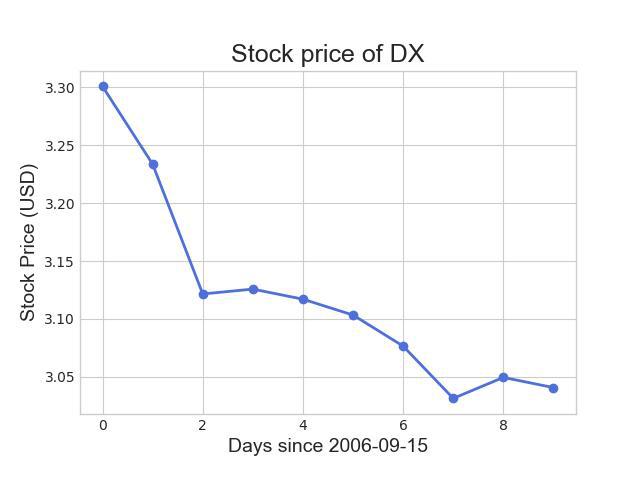 Stock price of DX
Stock Price (USD)
3.30
3.25
3.20
3.15
3.10
3.05
0 2 4 6 8
Days since 2006-09-15